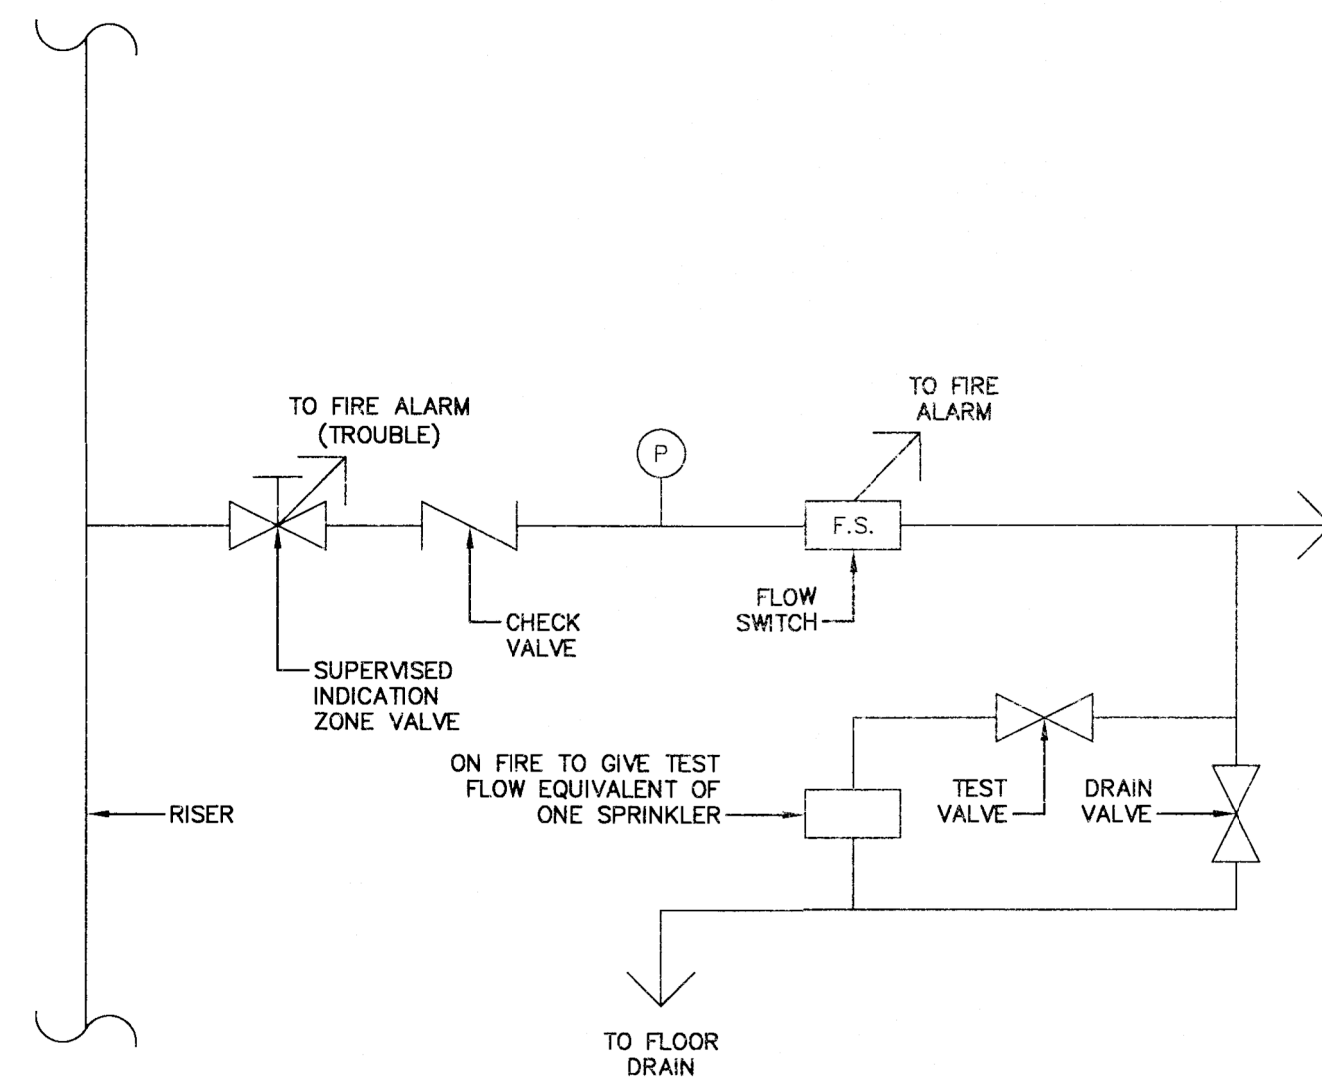 TO FIRE
ALARM
TO FIRE ALARM
(TROUBLE)
P
F.S.
FLOW
SWITCH
CHECK
VALVE
SUPERVISED
INDICATION
ZONE VALVE
ON FIRE TO GIVE TEST
FLOW EQUIVALENT OF
ONE SPRINKLER
TEST
VALVE
DRAIN
VALVE
RISER
TO FLOOR
DRAIN